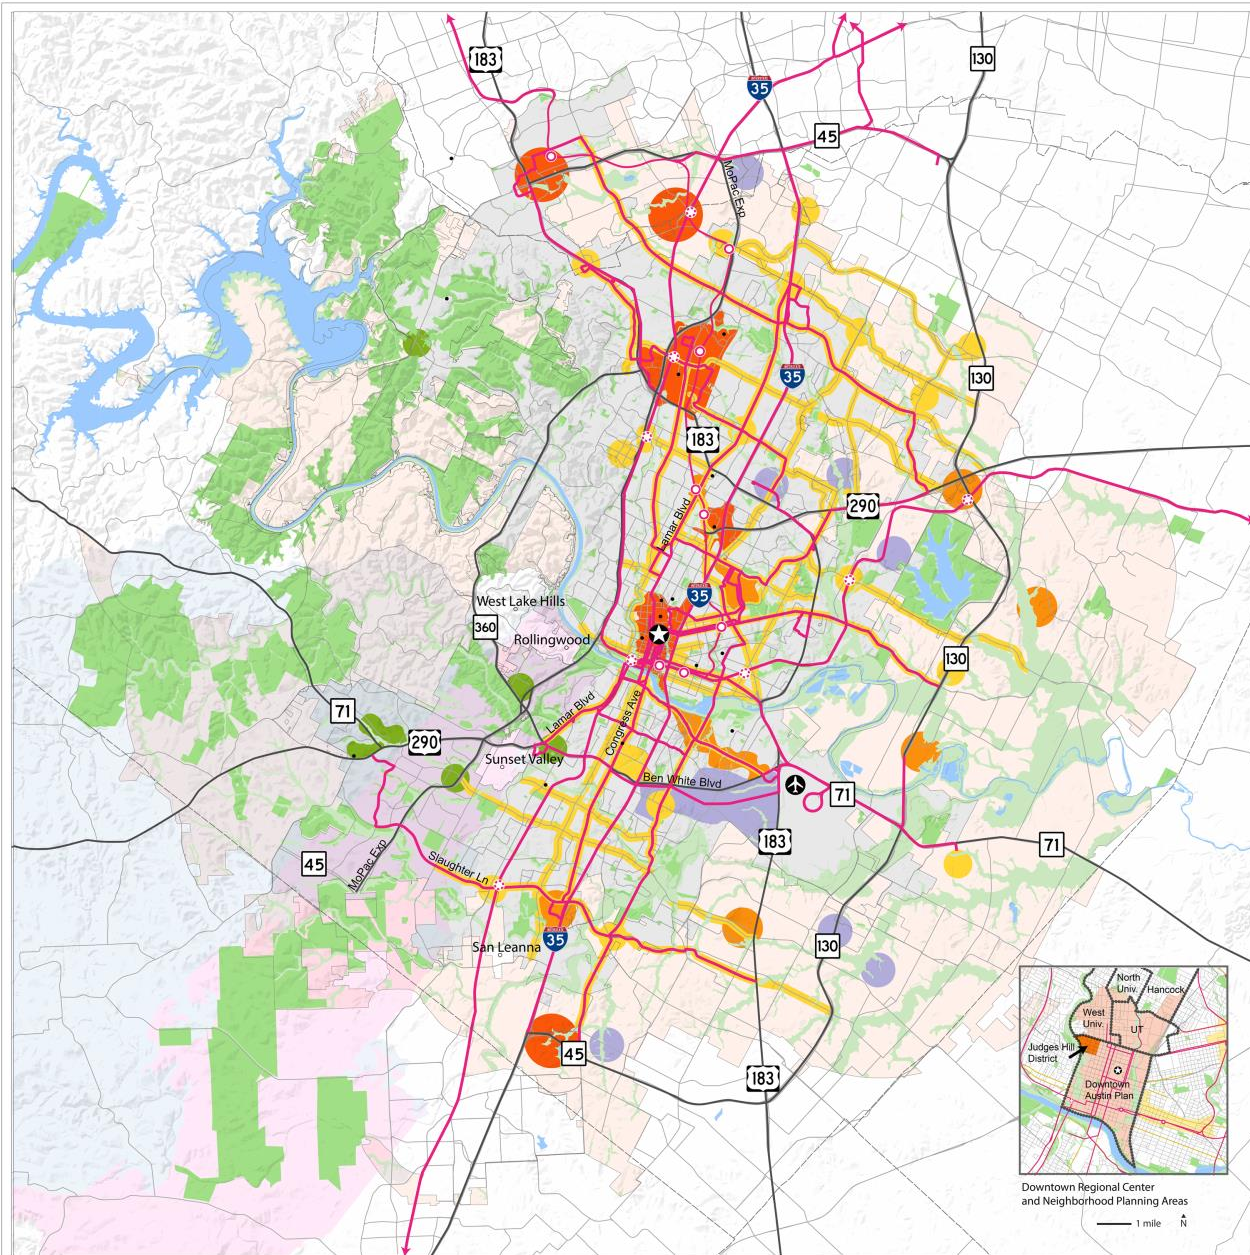 183
130
35
45
MoPac Exp
35
130
183
Lamar Blvd
290
35
West Lake Hills
360
Rollingwood
130
71
Lamar Blvd
Congress Ave
290
Sunset Valley
Ben White Blvd
71
183
71
45
MoPac Exp
Slaughter Ln
35
San Leanna
130
45
183
North
Univ.
Hancock
West
Univ.
UT
Judges Hill
District
Downtown
Austin Plan
Downtown Regional Center
and Neighborhood Planning Areas
1 mile
N